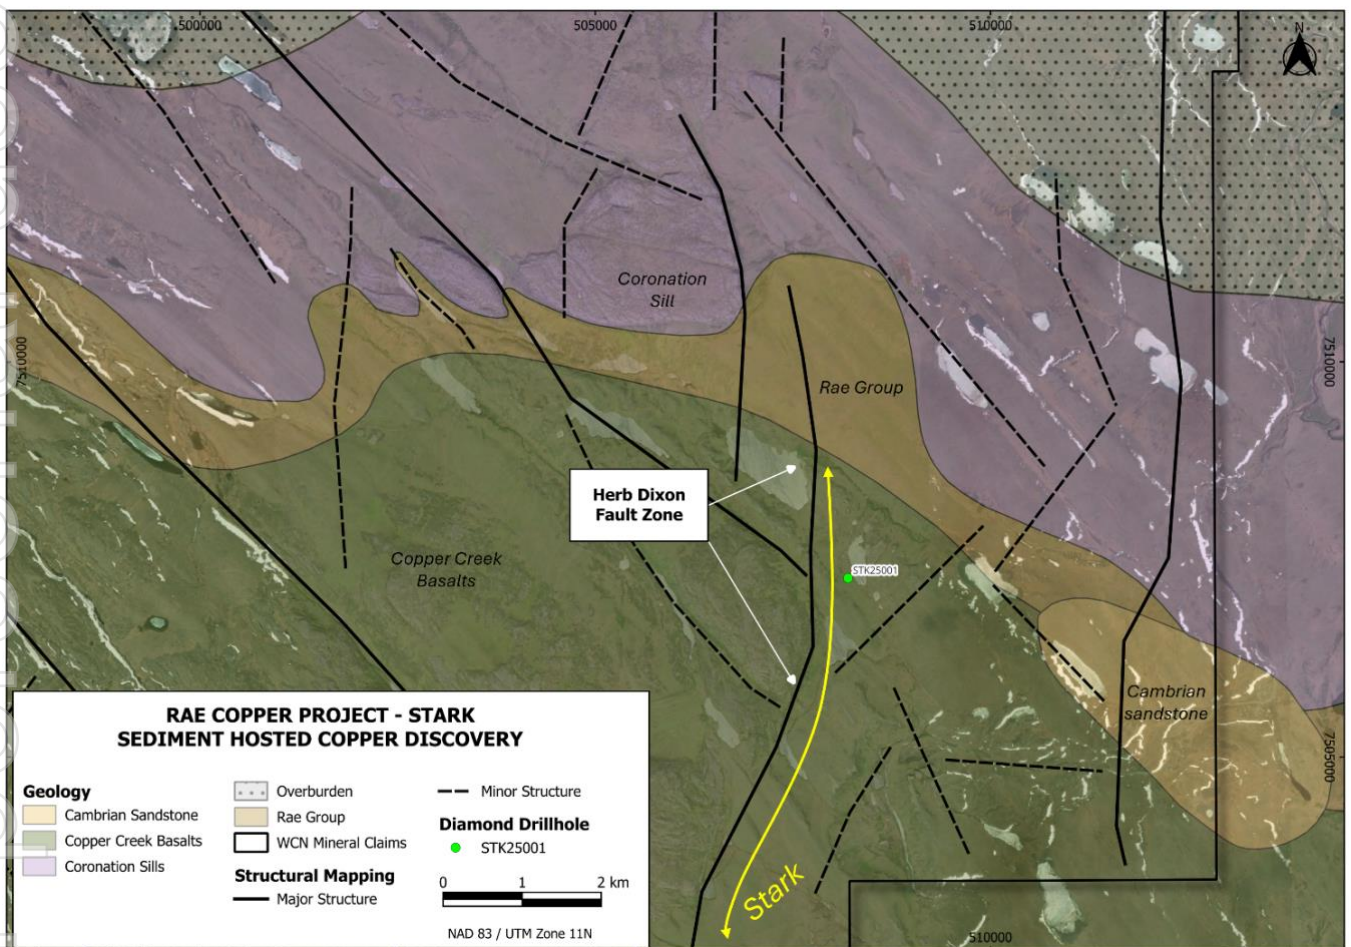 500000
505000
510000
N
Coronation
Sill
7510000
7510000
Rae Group
Herb Dixon
Fault Zone
Copper Creek
Basalts
STK25001
Cambrian
sandstone
7505000
Stark
RAE COPPER PROJECT - STARK
SEDIMENT HOSTED COPPER DISCOVERY
Geology
Cambrian Sandstone
Copper Creek Basalts
Coronation Sills
Overburden
Rae Group
WCN Mineral Claims
Structural Mapping
Major Structure
Minor Structure
Diamond Drillhole
STK25001
0 1 2 km
NAD 83 / UTM Zone 11N
510000